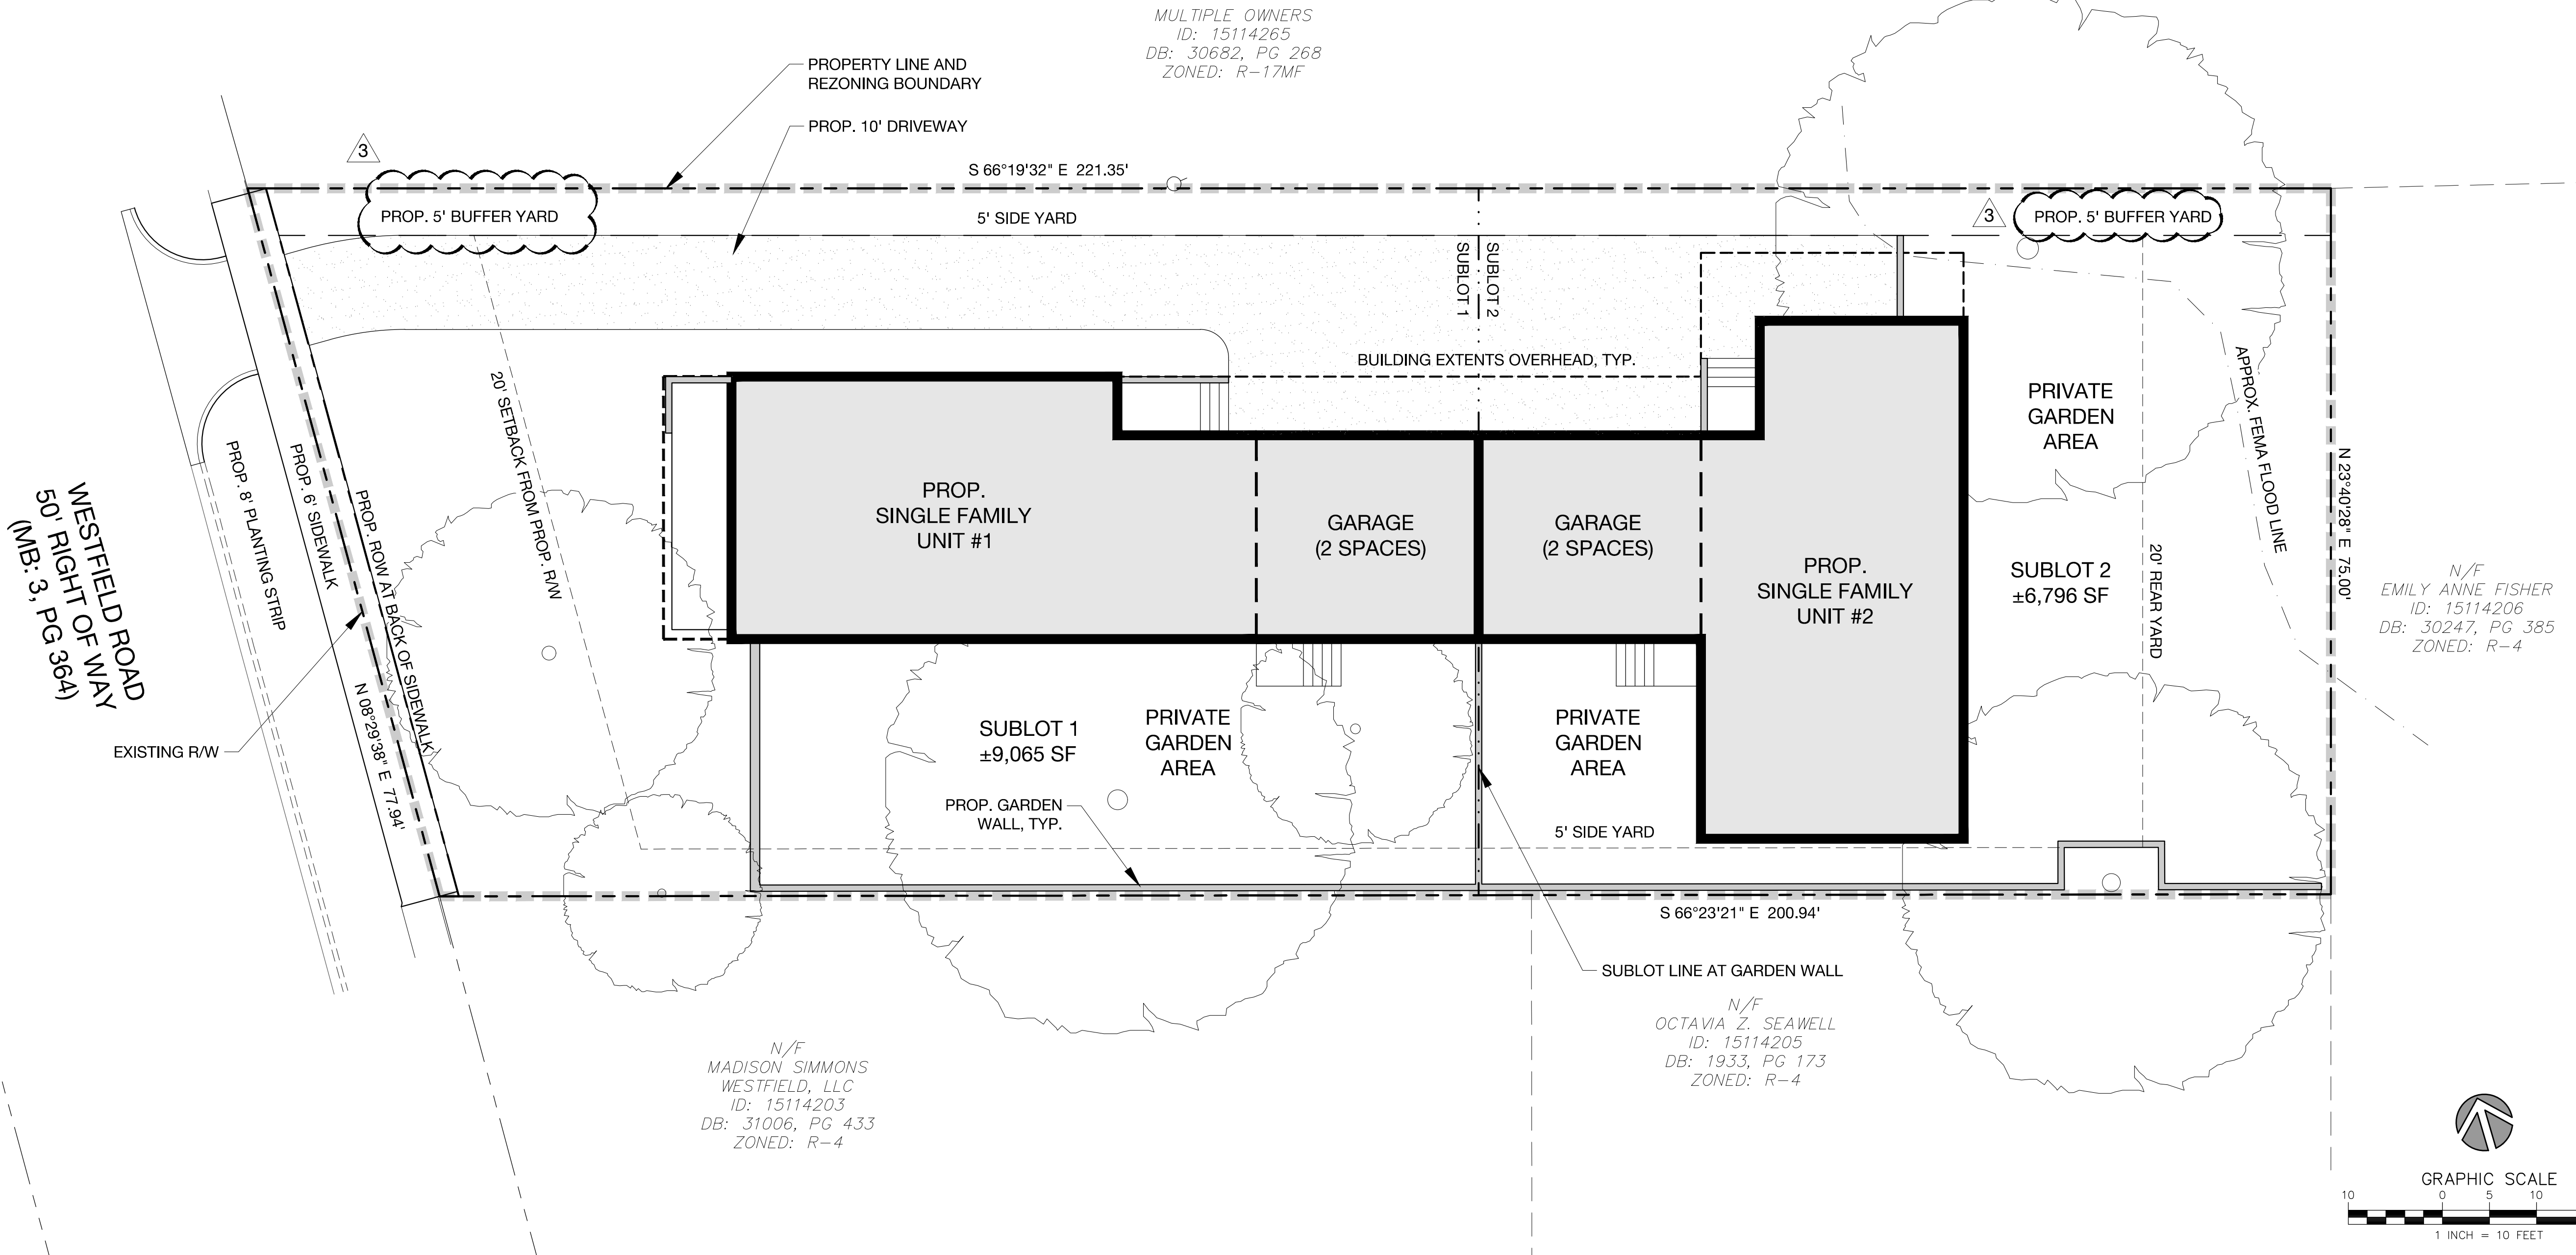 MULTIPLE OWNERS
ID: 15114265
DB: 30682, PG 268
ZONED: R-17MF
PROPERTY LINE AND
REZONING BOUNDARY
PROP. 10' DRIVEWAY
3
S 66°19'32" E 221.35'
PROP. 5' BUFFER YARD
5' SIDE YARD
3
PROP. 5' BUFFER YARD
SUBLOT 1
SUBLOT 2
BUILDING EXTENTS OVERHEAD, TYP.
20' SETBACK FROM PROP. R/W
PRIVATE
GARDEN
AREA
APPROX. FEMA FLOOD LINE
N 23°40'28" E 75.00'
WESTFIELD ROAD
50' RIGHT OF WAY
(MB: 3, PG 364)
PROP. 8' PLANTING STRIP
PROP. 6' SIDEWALK
PROP. ROW AT BACK OF SIDEWALK
N 08°29'38" E 77.94'
EXISTING R/W
PROP.
SINGLE FAMILY
UNIT #1
GARAGE
(2 SPACES)
GARAGE
(2 SPACES)
PROP.
SINGLE FAMILY
UNIT #2
SUBLOT 2
±6,796 SF
20' REAR YARD
N/F
EMILY ANNE FISHER
ID: 15114206
DB: 30247, PG 385
ZONED: R-4
SUBLOT 1
±9,065 SF
PRIVATE
GARDEN
AREA
PRIVATE
GARDEN
AREA
PROP. GARDEN
WALL, TYP.
5' SIDE YARD
S 66°23'21" E 200.94'
SUBLOT LINE AT GARDEN WALL
N/F
OCTAVIA Z. SEAWELL
ID: 15114205
DB: 1933, PG 173
ZONED: R-4
N/F
MADISON SIMMONS
WESTFIELD, LLC
ID: 15114203
DB: 31006, PG 433
ZONED: R-4
GRAPHIC SCALE
10 0 5 10
1 INCH = 10 FEET